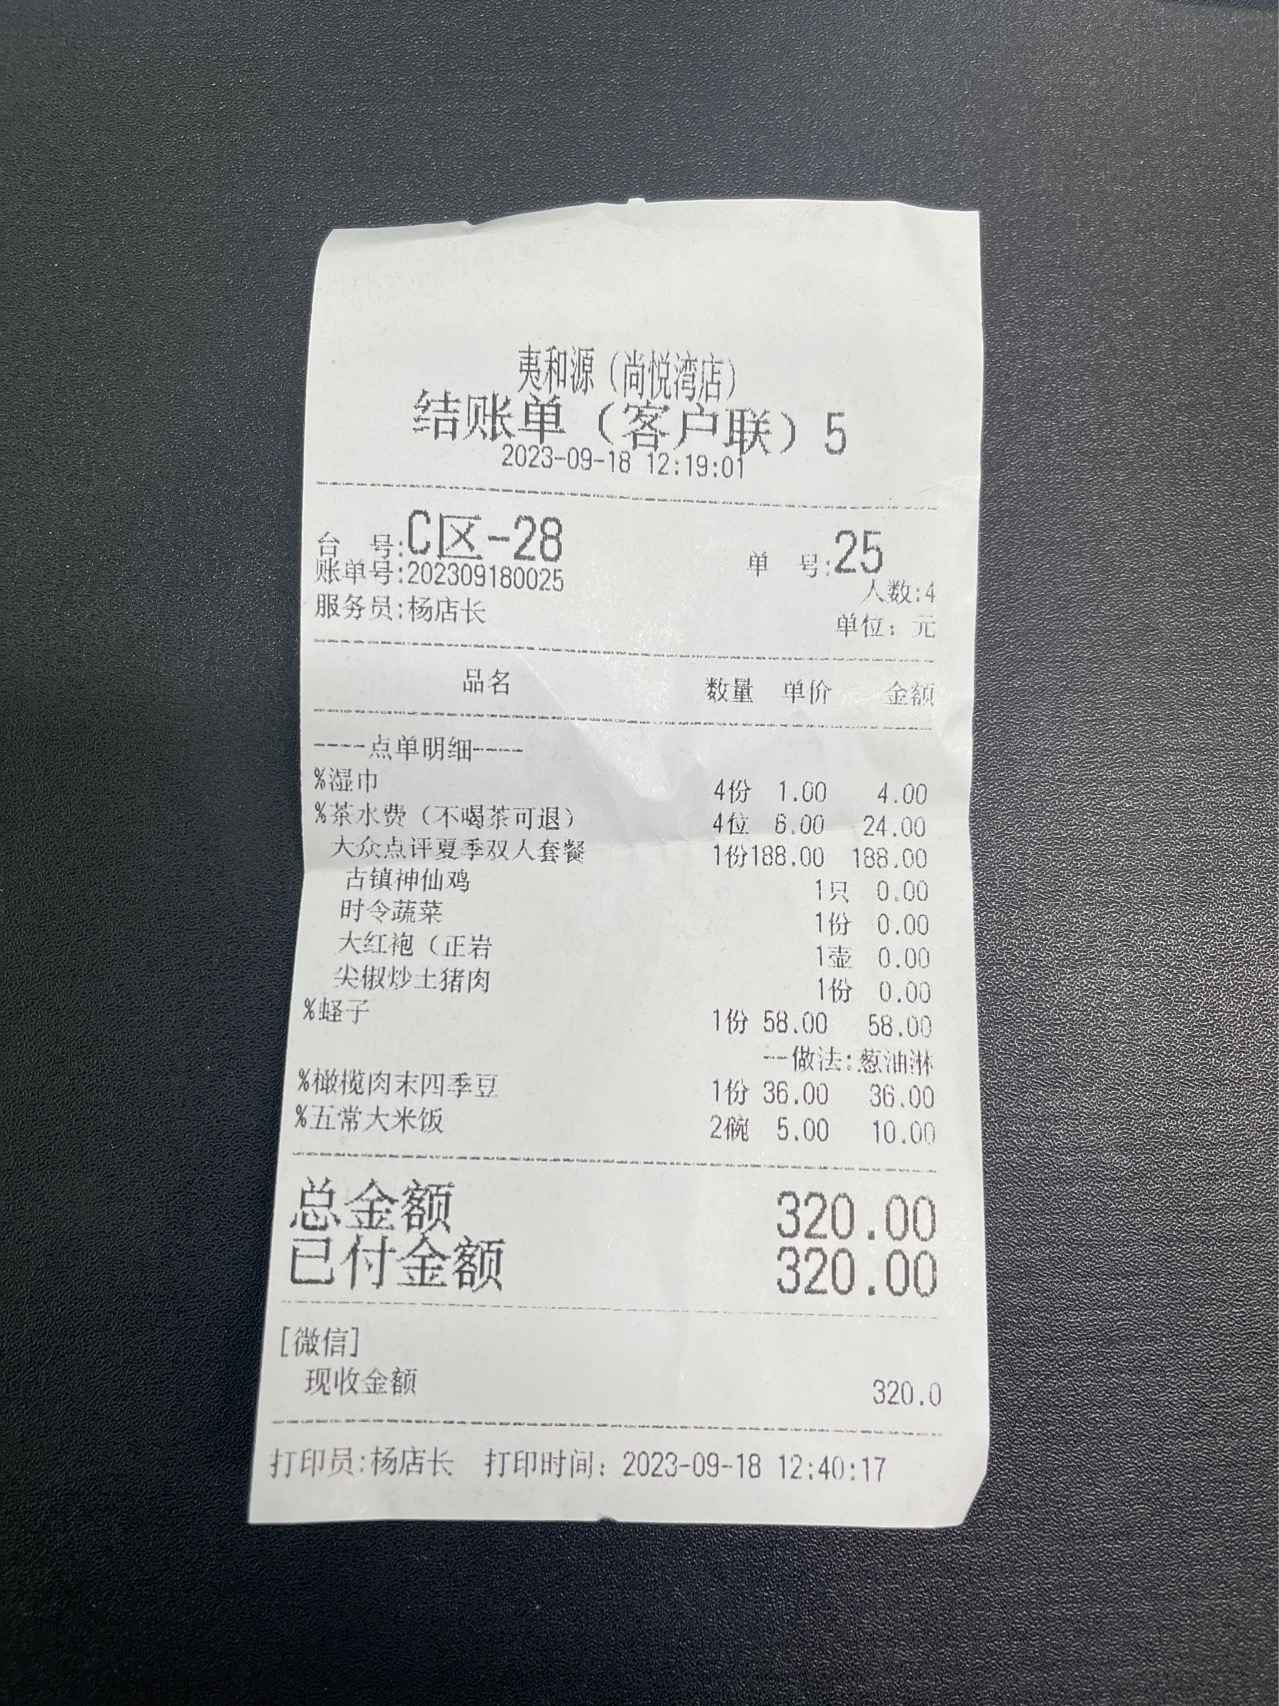 夷和源（尚悦湾店）
结账单（客户联）5
2023-09-18 12:19:01
台 号:C区-28 单 号:25
账单号:202309180025 人数:4
服务员:杨店长 单位：元
品名 数量 单价 金额
----点单明细----
%湿巾 4份 1.00 4.00
%茶水费（不喝茶可退） 4位 6.00 24.00
大众点评夏季双人套餐 1份188.00 188.00
古镇神仙鸡 1只 0.00
时令蔬菜 1份 0.00
大红袍（正岩 1壶 0.00
尖椒炒土猪肉 1份 0.00
%蛏子 1份 58.00 58.00
--做法:葱油淋
%橄榄肉末四季豆 1份 36.00 36.00
%五常大米饭 2碗 5.00 10.00
总金额 320.00
已付金额 320.00
[微信]
现收金额 320.0
打印员:杨店长 打印时间：2023-09-18 12:40:17